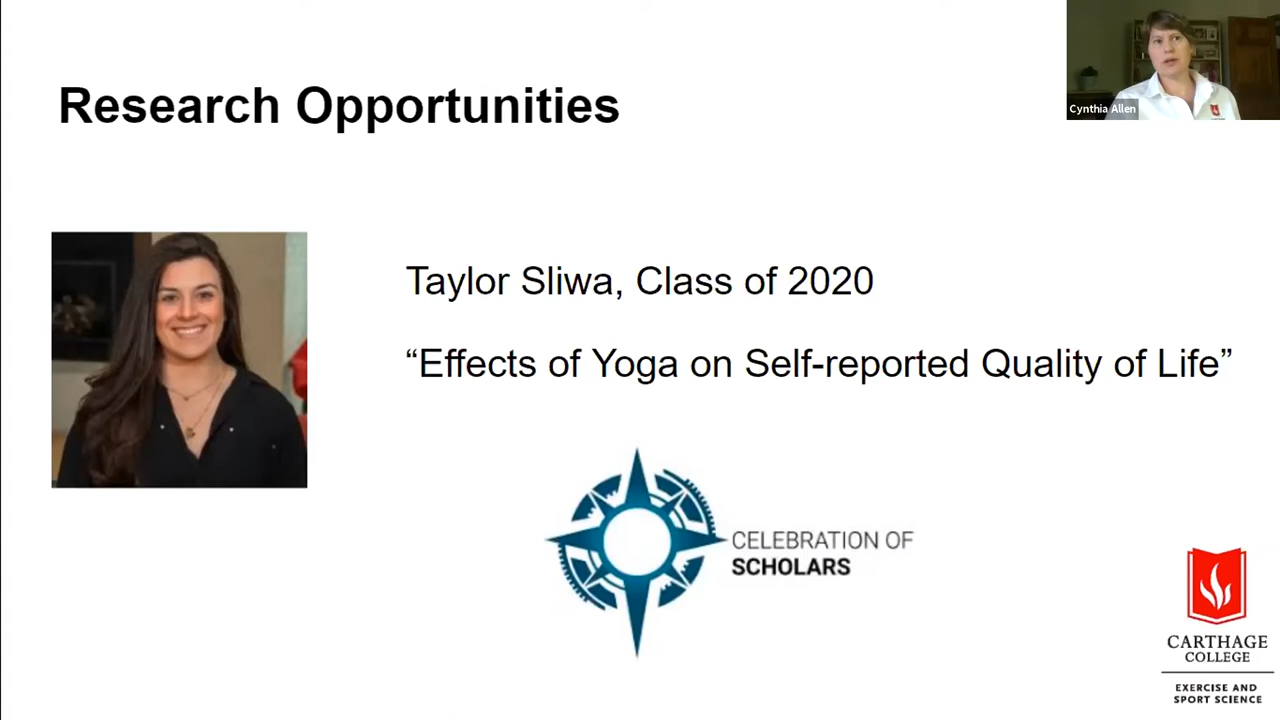 Research Opportunities
Cynthia Allen
Taylor Sliwa, Class of 2020
“Effects of Yoga on Self-reported Quality of Life”
CELEBRATION OF
SCHOLARS
CARTHAGE
COLLEGE
EXERCISE AND
SPORT SCIENCE